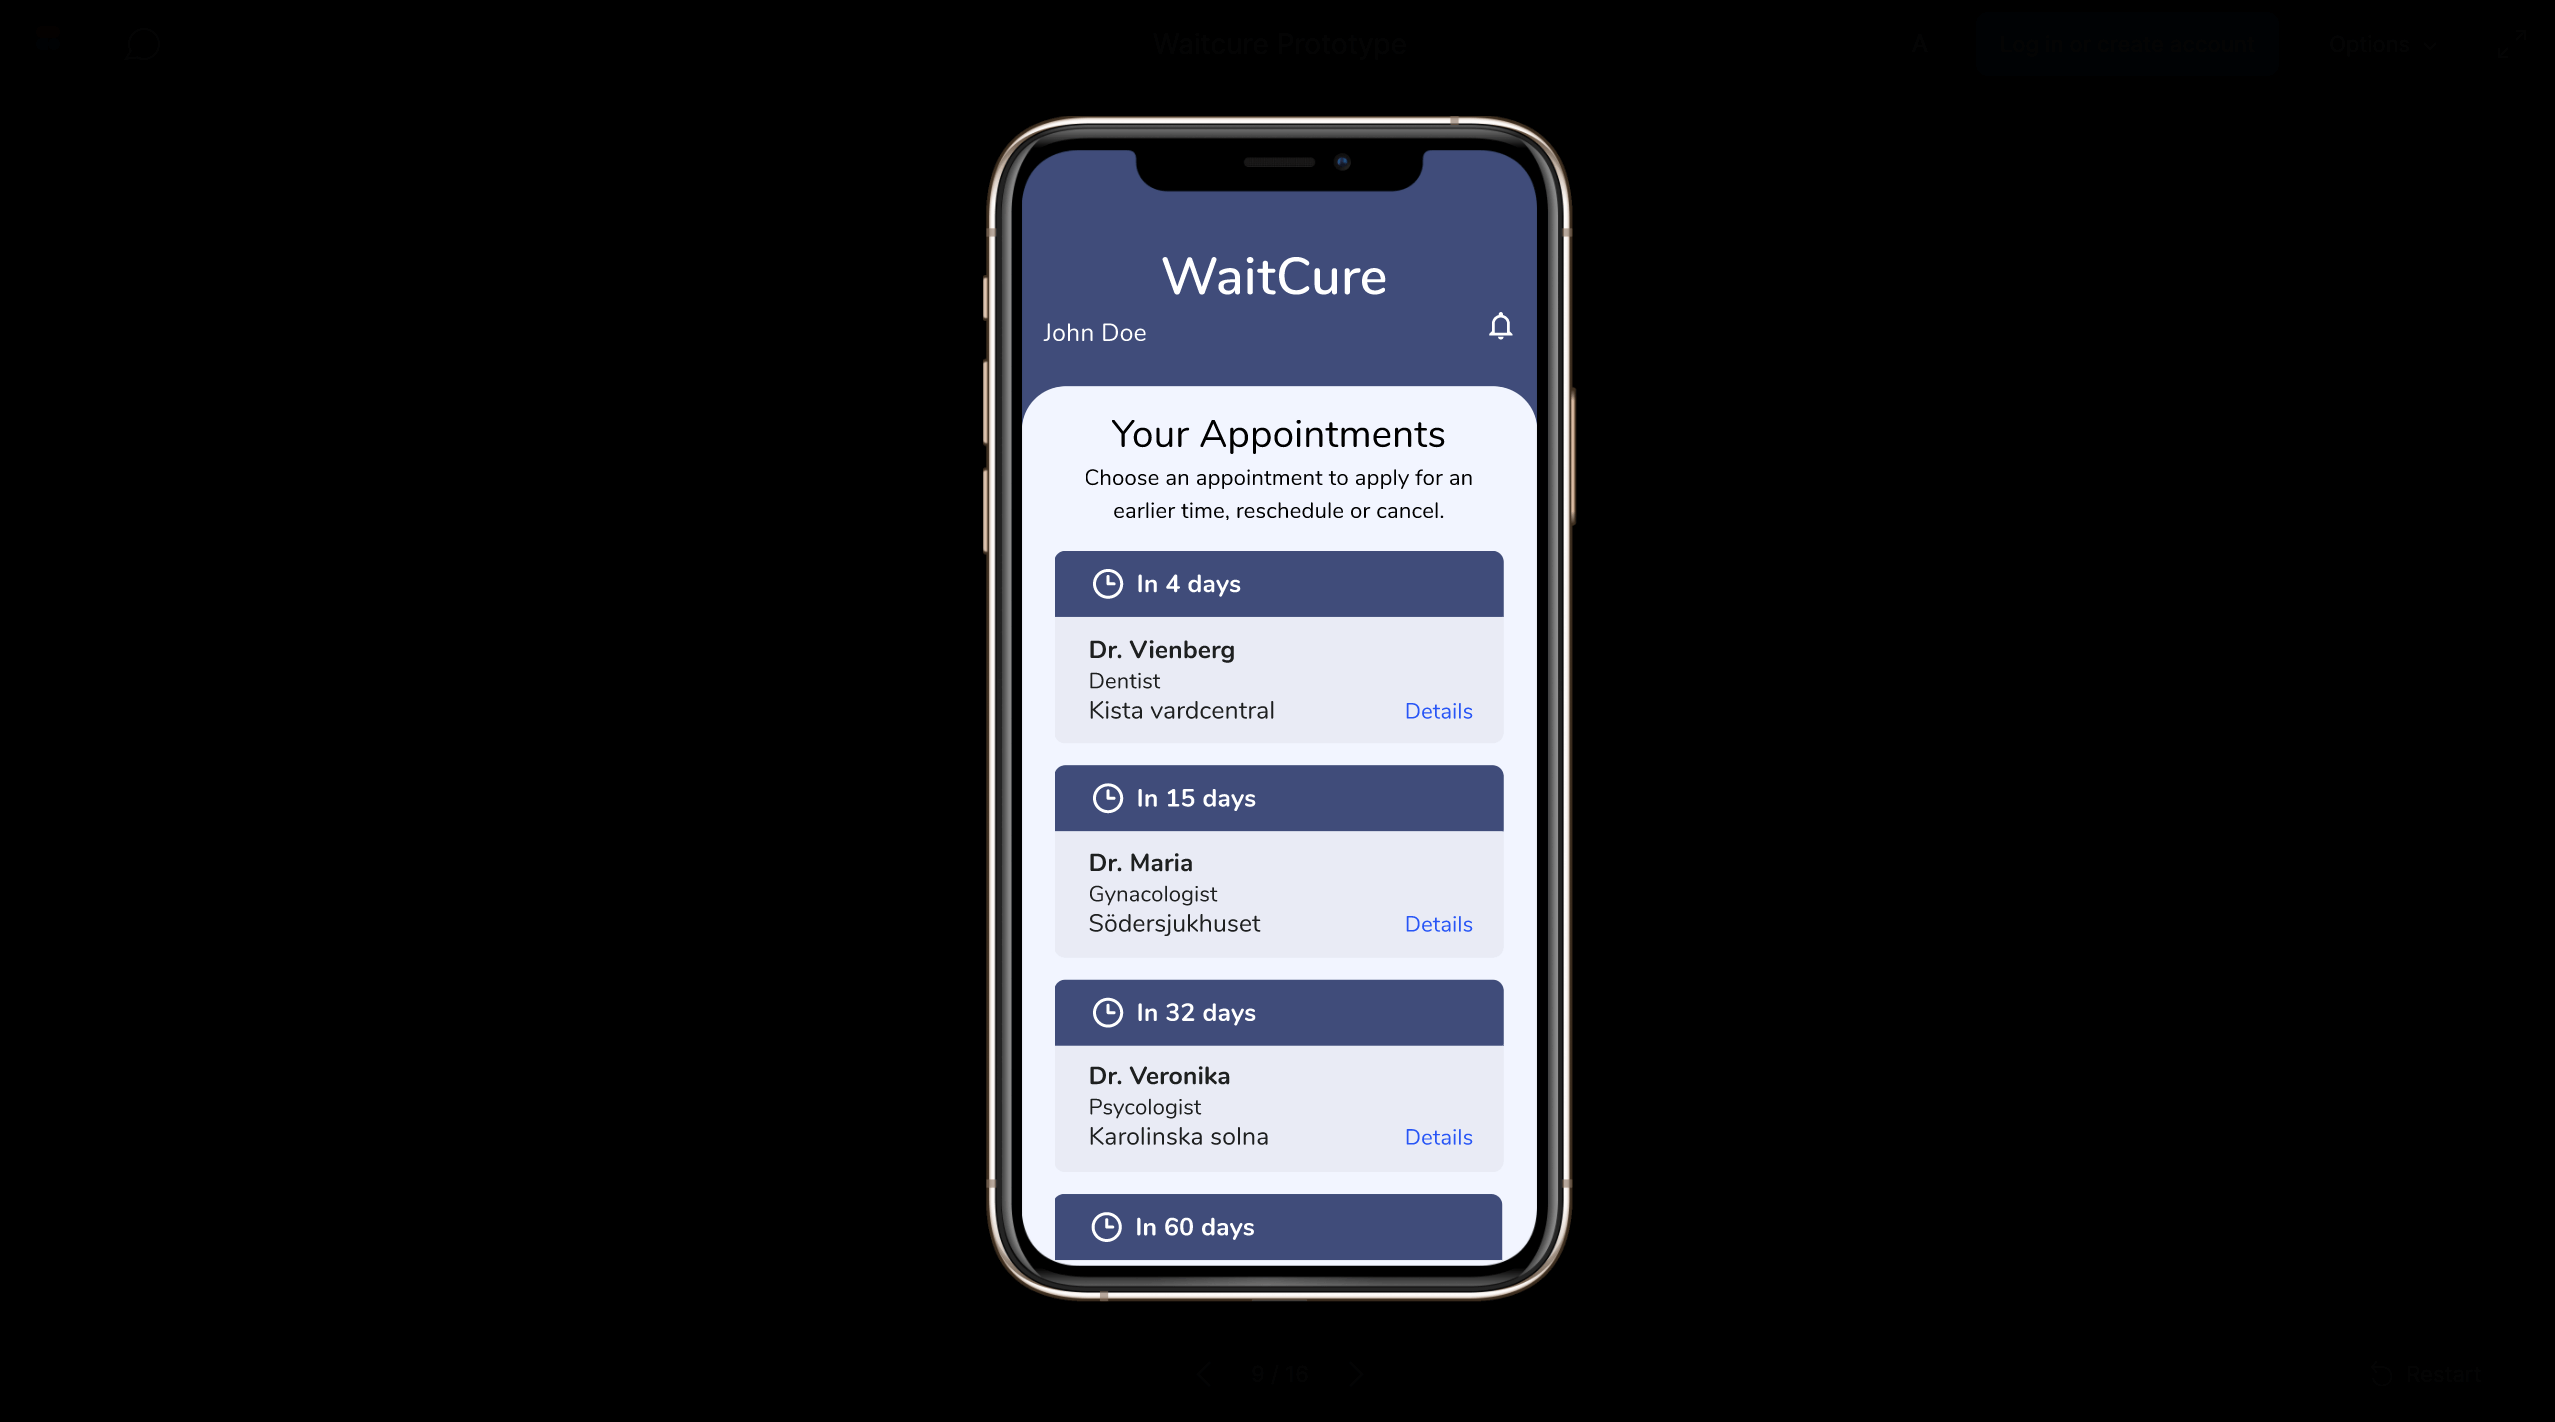 Waitcure Prototype
Options
WaitCure
John Doe
Your Appointments
Choose an appointment to apply for an
earlier time, reschedule or cancel.
In 4 days
Dr. Vienberg
Dentist
Kista vardcentral
Details
In 15 days
Dr. Maria
Gynacologist
Södersjukhuset
Details
In 32 days
Dr. Veronika
Psycologist
Karolinska solna
Details
In 60 days
Restart